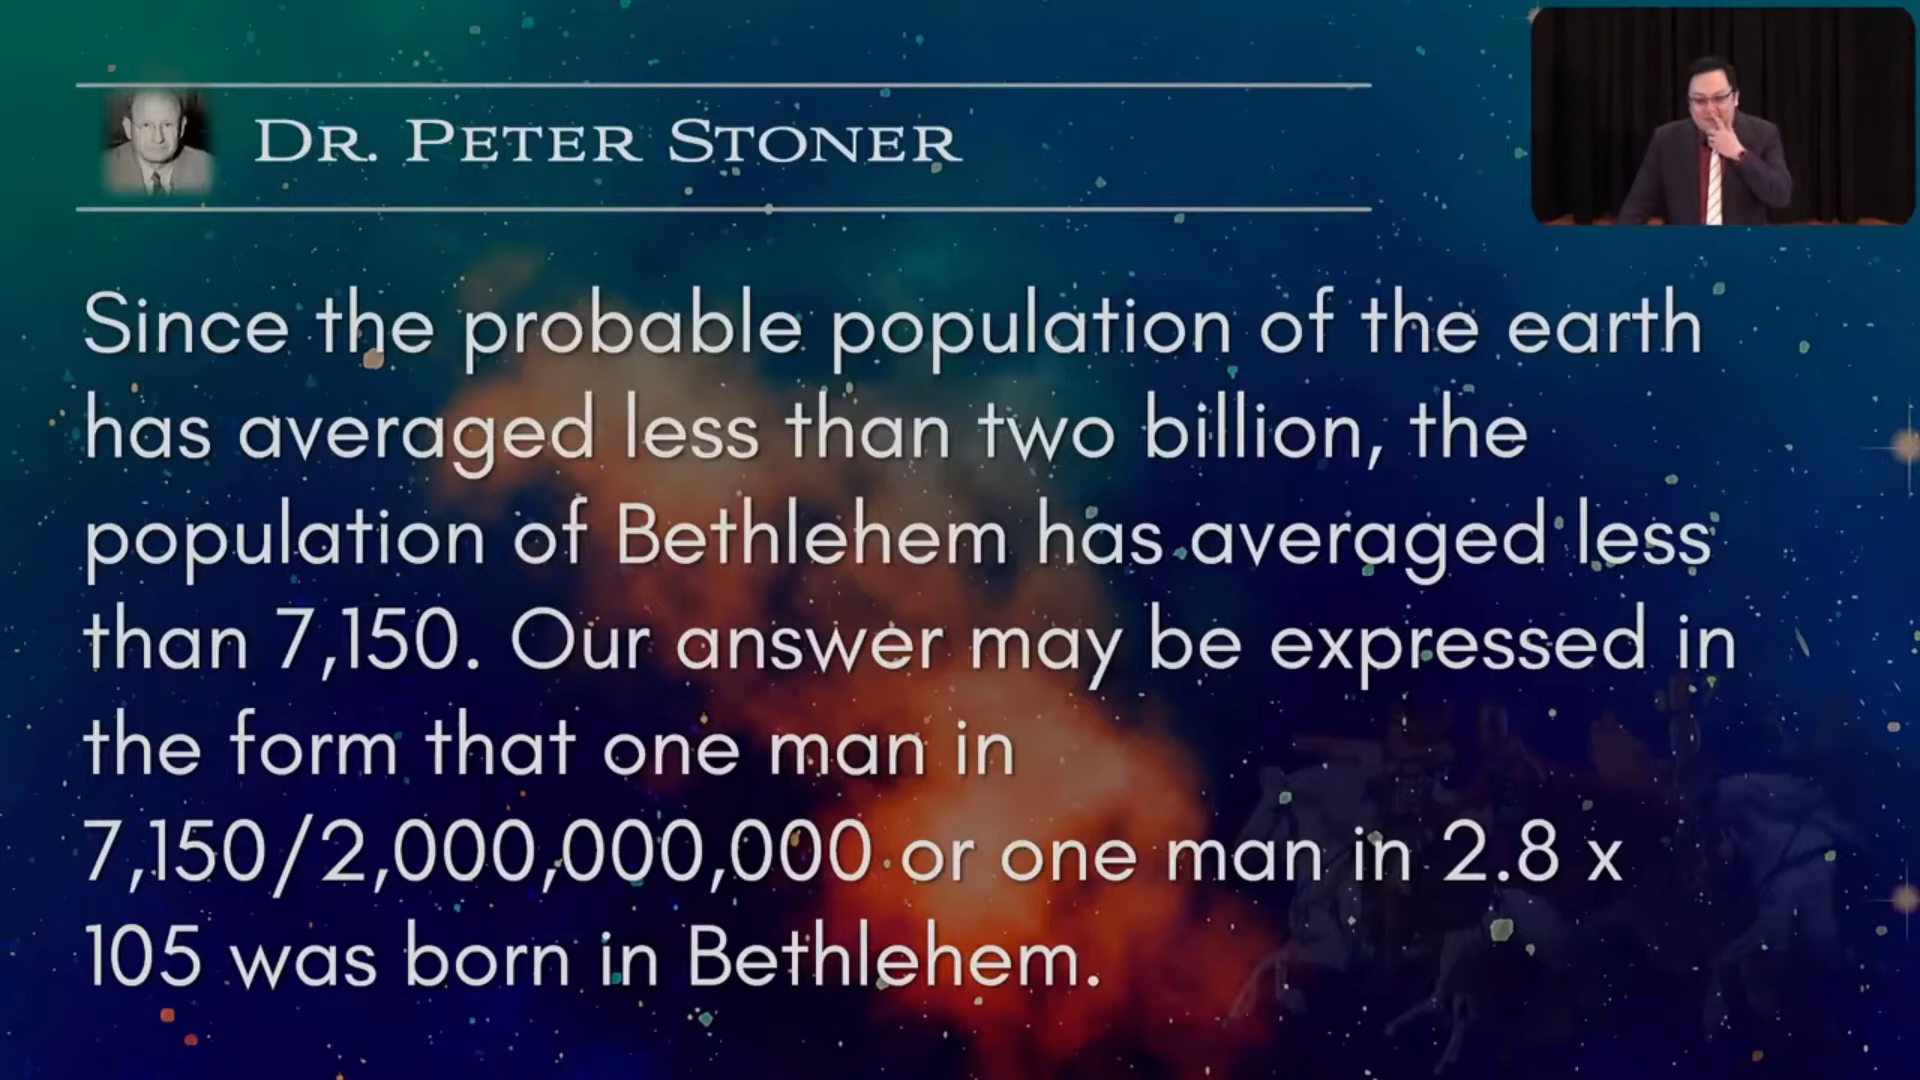 DR. PETER STONER
Since the probable population of the earth
has averaged less than two billion, the
population of Bethlehem has averaged less
than 7,150. Our answer may be expressed in
the form that one man in
7,150/2,000,000,000 or one man in 2.8 x
105 was born in Bethlehem.